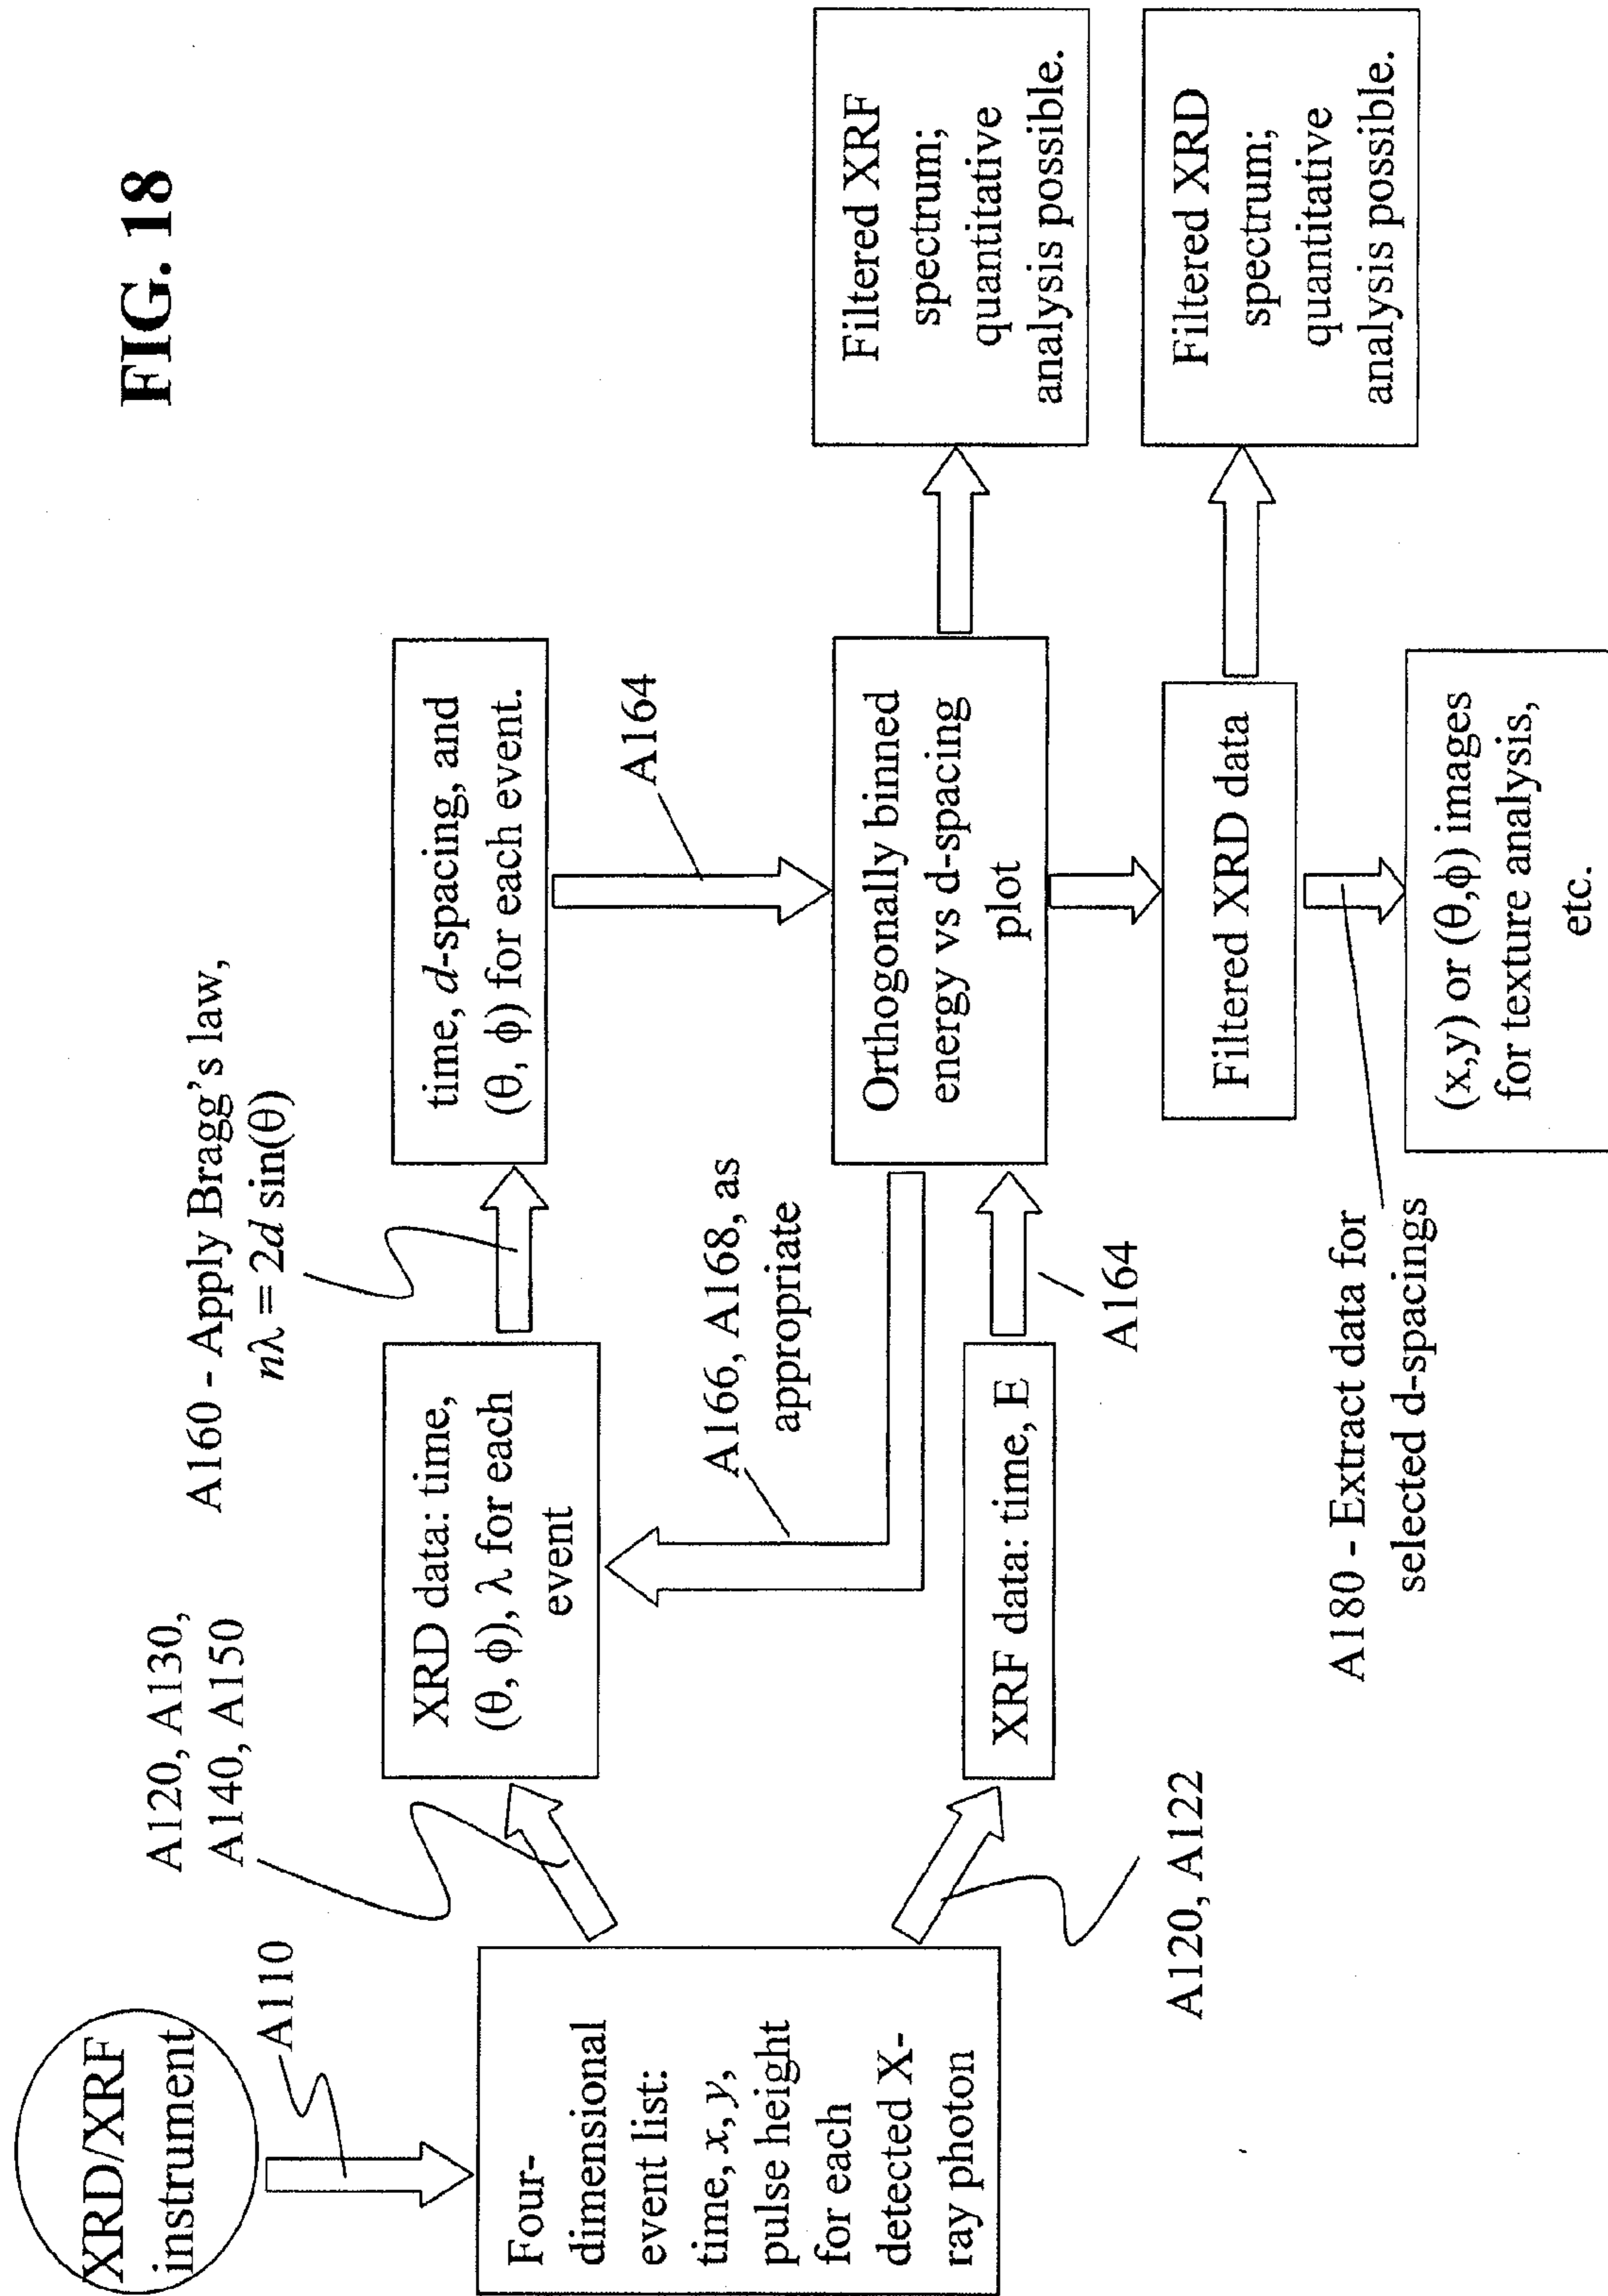 FIG. 18
XRD/XRF
instrument
A110
Four-
dimensional
event list:
time, x, y,
pulse height
for each
detected X-
ray photon
A120, A130,
A140, A150
A120, A122
XRD data: time,
(θ, ϕ), λ for each
event
XRF data: time, E
A160 - Apply Bragg's law,
nλ = 2d sin(θ)
A166, A168, as
appropriate
A164
time, d-spacing, and
(θ, ϕ) for each event.
A164
Orthogonally binned
energy vs d-spacing
plot
Filtered XRD data
A180 - Extract data for
selected d-spacings
(x,y) or (θ,ϕ) images
for texture analysis,
etc.
Filtered XRF
spectrum;
quantitative
analysis possible.
Filtered XRD
spectrum;
quantitative
analysis possible.